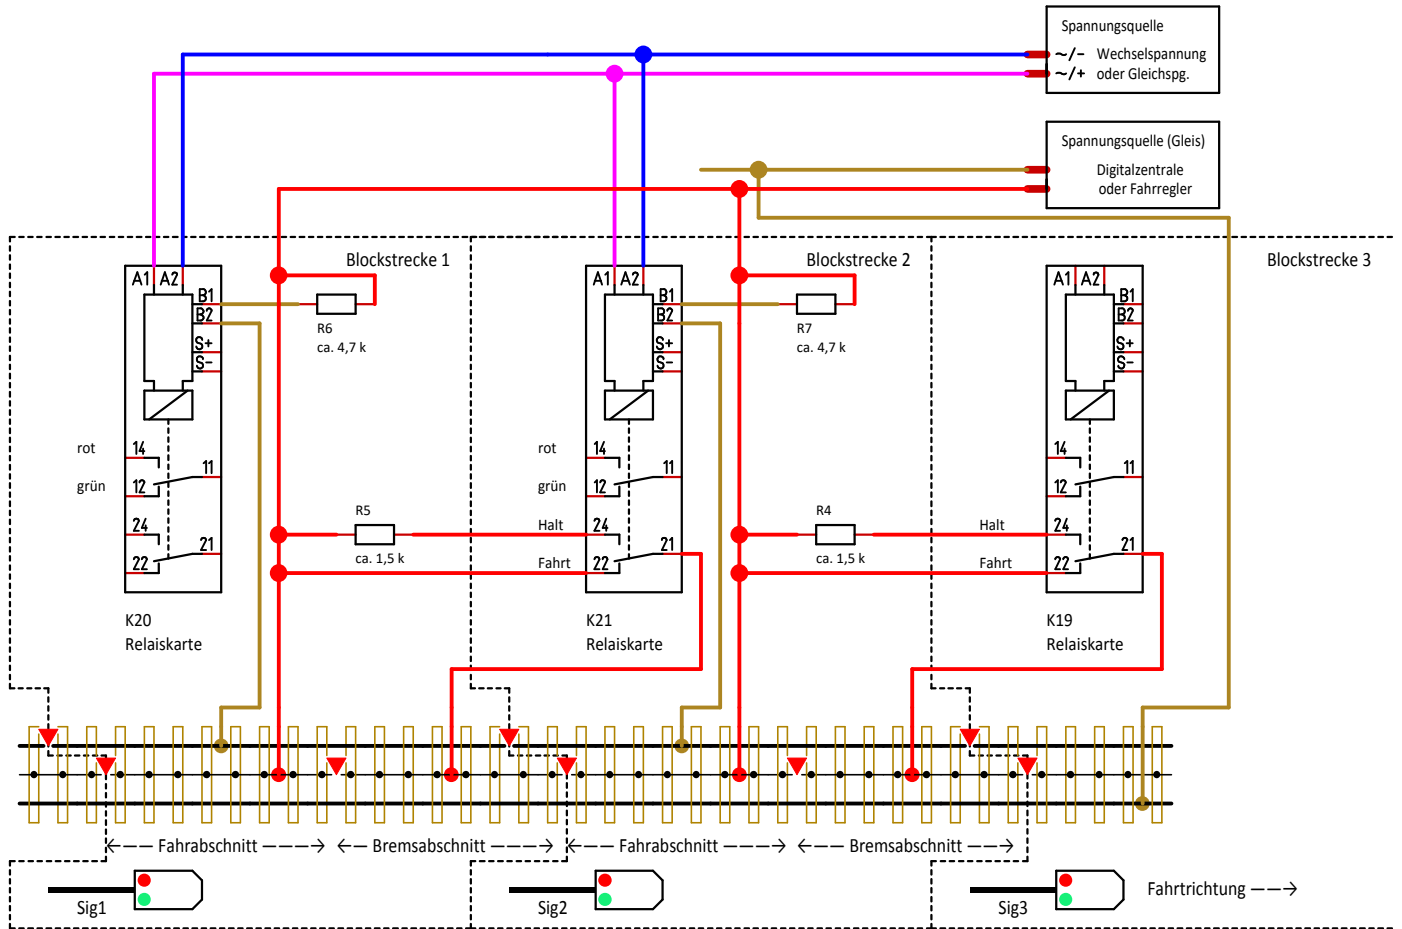 Spannungsquelle
~/- Wechselspannung
~/+ oder Gleichspg.
Spannungsquelle (Gleis)
Digitalzentrale
oder Fahrregler
Blockstrecke 1
Blockstrecke 2
Blockstrecke 3
A1 A2
B1
B2
S+
S-
R6
ca. 4,7 k
A1 A2
B1
B2
S+
S-
R7
ca. 4,7 k
A1 A2
B1
B2
S+
S-
rot
14
11
grün
12
24
21
22
K20
Relaiskarte
R5
ca. 1,5 k
rot
14
11
grün
12
Halt
24
21
Fahrt
22
K21
Relaiskarte
R4
ca. 1,5 k
14
11
12
Halt
24
21
Fahrt
22
K19
Relaiskarte
<-- Fahrabschnitt --> <-- Bremsabschnitt --> <-- Fahrabschnitt --> <-- Bremsabschnitt -->
Sig1
Sig2
Sig3
Fahrtrichtung -->